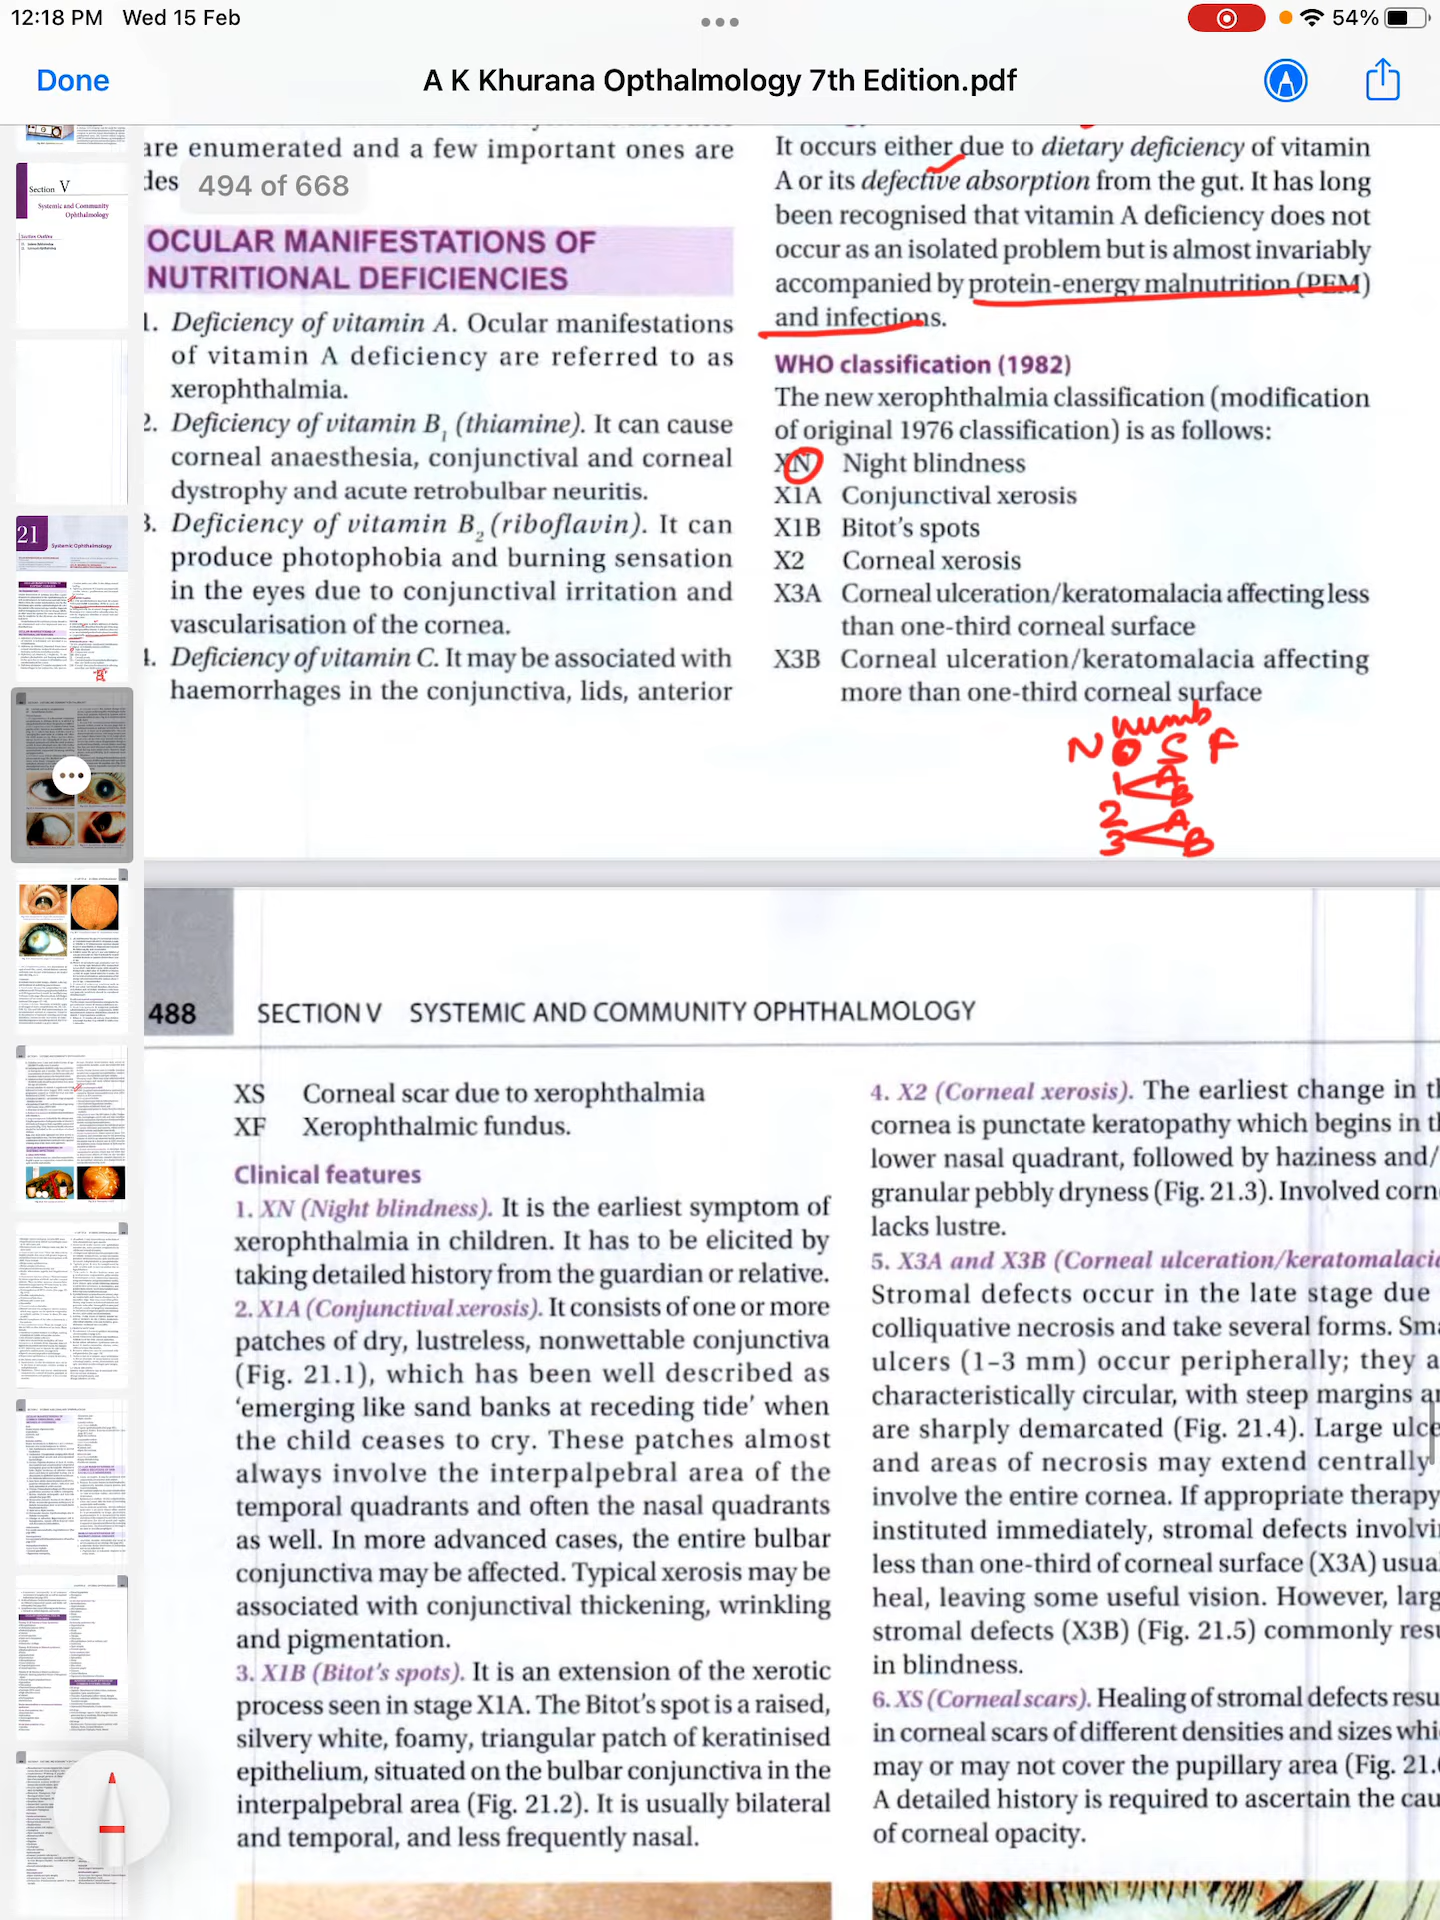 12:18 PM Wed 15 Feb
54%
Done
A K Khurana Opthalmology 7th Edition.pdf
494 of 668
Section V
Systemic and Community
Ophthalmology
21
Systemic Ophthalmology
are enumerated and a few important ones are
des
OCULAR MANIFESTATIONS OF
NUTRITIONAL DEFICIENCIES
1. Deficiency of vitamin A. Ocular manifestations
of vitamin A deficiency are referred to as
xerophthalmia.
2. Deficiency of vitamin B1 (thiamine). It can cause
corneal anaesthesia, conjunctival and corneal
dystrophy and acute retrobulbar neuritis.
3. Deficiency of vitamin B2 (riboflavin). It can
produce photophobia and burning sensation
in the eyes due to conjunctival irritation and
vascularisation of the cornea.
4. Deficiency of vitamin C. It may be associated with
haemorrhages in the conjunctiva, lids, anterior
It occurs either due to dietary deficiency of vitamin
A or its defective absorption from the gut. It has long
been recognised that vitamin A deficiency does not
occur as an isolated problem but is almost invariably
accompanied by protein-energy malnutrition (PEM)
and infections.
WHO classification (1982)
The new xerophthalmia classification (modification
of original 1976 classification) is as follows:
XN Night blindness
X1A Conjunctival xerosis
X1B Bitot's spots
X2 Corneal xerosis
X3A Corneal ulceration/keratomalacia affecting less
than one-third corneal surface
X3B Corneal ulceration/keratomalacia affecting
more than one-third corneal surface
numb
N O S F
1 A
B
2 A
3 B
488 SECTION V SYSTEMIC AND COMMUNITY OPHTHALMOLOGY
XS Corneal scar due to xerophthalmia
XF Xerophthalmic fundus.
Clinical features
1. XN (Night blindness). It is the earliest symptom of
xerophthalmia in children. It has to be elicited by
taking detailed history from the guardian or relative.
2. X1A (Conjunctival xerosis). It consists of one or more
patches of dry, lustreless, nonwettable conjunctiva
(Fig. 21.1), which has been well described as
'emerging like sand banks at receding tide' when
the child ceases to cry. These patches almost
always involve the interpalpebral area of the
temporal quadrants and often the nasal quadrants
as well. In more advanced cases, the entire bulbar
conjunctiva may be affected. Typical xerosis may be
associated with conjunctival thickening, wrinkling
and pigmentation.
3. X1B (Bitot's spots). It is an extension of the xerotic
process seen in stage X1A. The Bitot's spot is a raised,
silvery white, foamy, triangular patch of keratinised
epithelium, situated on the bulbar conjunctiva in the
interpalpebral area (Fig. 21.2). It is usually bilateral
and temporal, and less frequently nasal.
4. X2 (Corneal xerosis). The earliest change in th
cornea is punctate keratopathy which begins in th
lower nasal quadrant, followed by haziness and/
granular pebbly dryness (Fig. 21.3). Involved corn
lacks lustre.
5. X3A and X3B (Corneal ulceration/keratomalacia
Stromal defects occur in the late stage due
colliquative necrosis and take several forms. Sma
ulcers (1–3 mm) occur peripherally; they a
characteristically circular, with steep margins an
are sharply demarcated (Fig. 21.4). Large ulce
and areas of necrosis may extend centrally
involve the entire cornea. If appropriate therapy
instituted immediately, stromal defects involvi
less than one-third of corneal surface (X3A) usua
heal, leaving some useful vision. However, larg
stromal defects (X3B) (Fig. 21.5) commonly resu
in blindness.
6. XS (Corneal scars). Healing of stromal defects resu
in corneal scars of different densities and sizes whi
may or may not cover the pupillary area (Fig. 21.6
A detailed history is required to ascertain the cau
of corneal opacity.